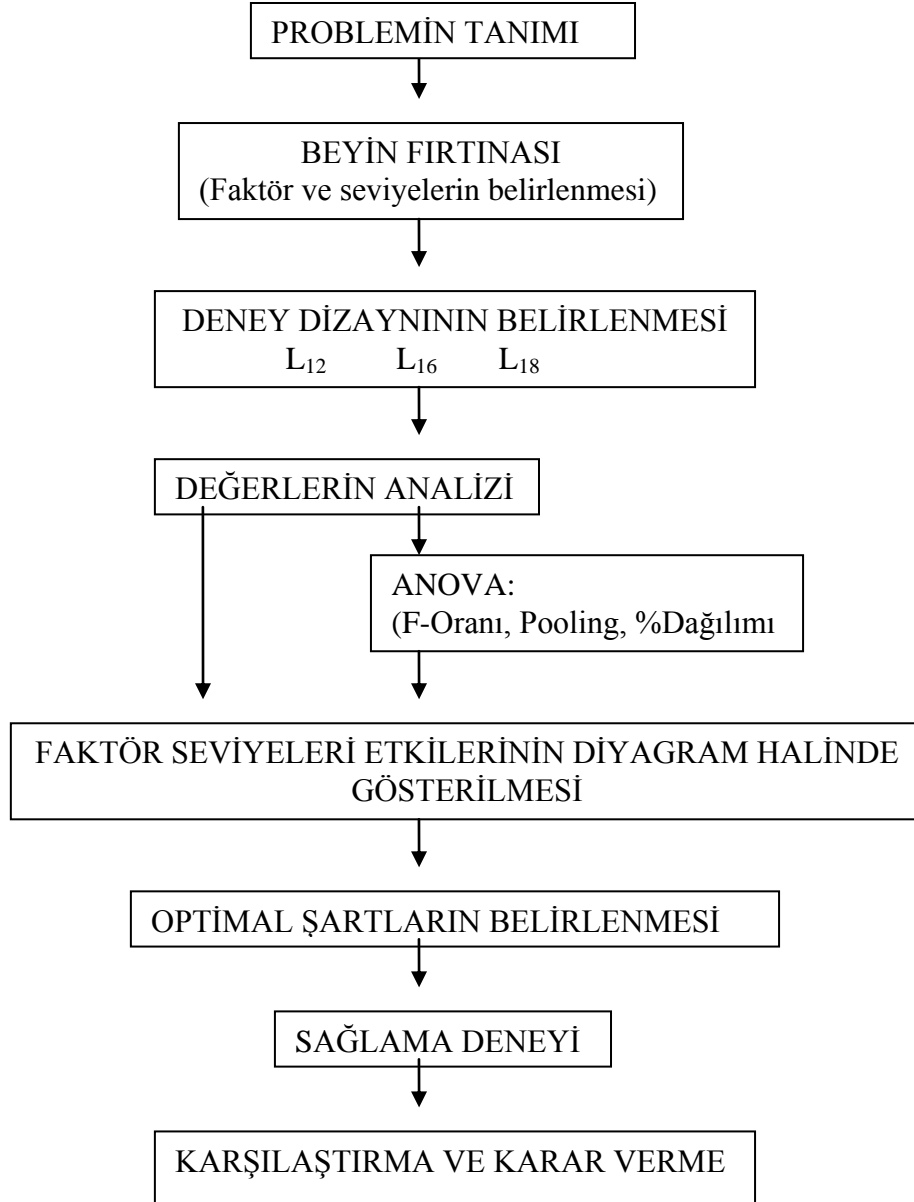 PROBLEMİN TANIMI
BEYİN FIRTINASI
(Faktör ve seviyelerin belirlenmesi)
DENEY DİZAYNININ BELİRLENMESİ
L₁₂ L₁₆ L₁₈
DEĞERLERİN ANALİZİ
ANOVA:
(F-Oranı, Pooling, %Dağılımı
FAKTÖR SEVİYELERİ ETKİLERİNİN DİYAGRAM HALİNDE
GÖSTERİLMESİ
OPTİMAL ŞARTLARIN BELİRLENMESİ
SAĞLAMA DENEYİ
KARŞILAŞTIRMA VE KARAR VERME